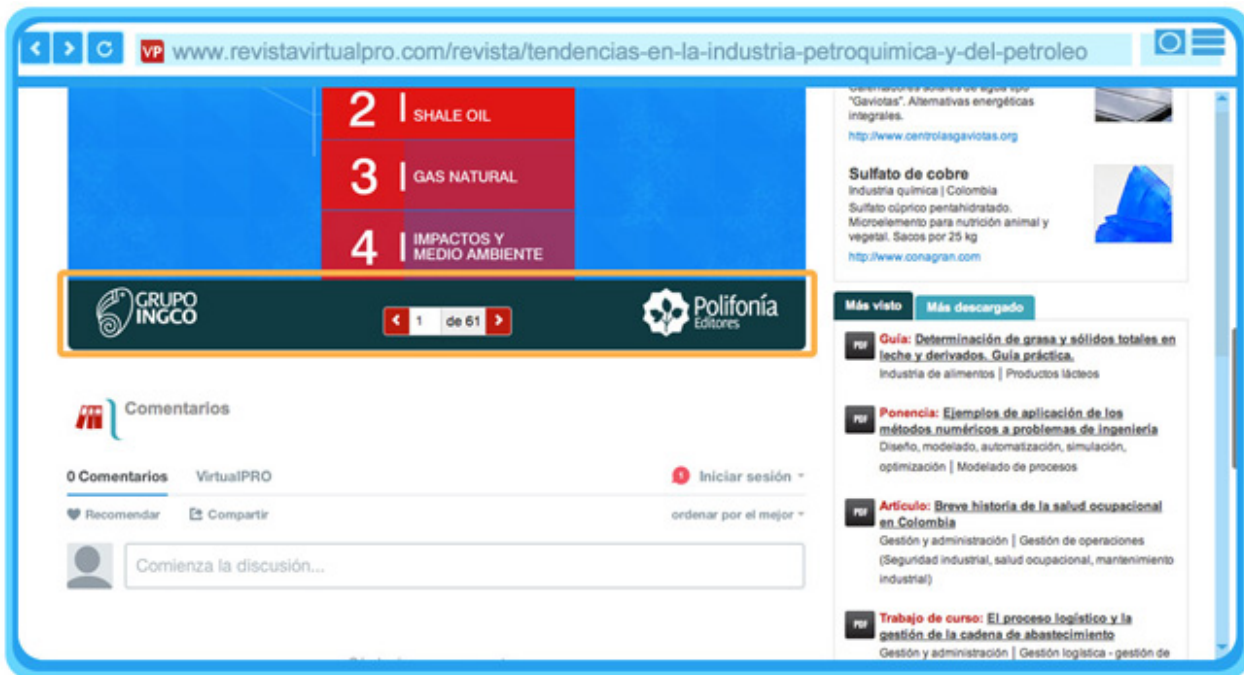 VP www.revistavirtualpro.com/revista/tendencias-en-la-industria-petroquimica-y-del-petroleo
2 SHALE OIL
3 GAS NATURAL
4 IMPACTOS Y
MEDIO AMBIENTE
GRUPO
INGCO
1 de 61
Polifonía
Editores
Comentarios
0 Comentarios VirtualPRO
1 Iniciar sesión
Recomendar Compartir
ordenar por el mejor
Comienza la discusión...
"Gaviotas". Alternativas energéticas
integrales.
http://www.centrolasgaviotas.org
Sulfato de cobre
Industria química | Colombia
Sulfato cúprico pentahidratado.
Microelemento para nutrición animal y
vegetal. Sacos por 25 kg
http://www.conagran.com
Más visto Más descargado
PDF Guía: Determinación de grasa y sólidos totales en
leche y derivados. Guía práctica.
Industria de alimentos | Productos lácteos
PDF Ponencia: Ejemplos de aplicación de los
métodos numéricos a problemas de ingeniería
Diseño, modelado, automatización, simulación,
optimización | Modelado de procesos
PDF Artículo: Breve historia de la salud ocupacional
en Colombia
Gestión y administración | Gestión de operaciones
(Seguridad industrial, salud ocupacional, mantenimiento
industrial)
PDF Trabajo de curso: El proceso logístico y la
gestión de la cadena de abastecimiento
Gestión y administración | Gestión logística - gestión de